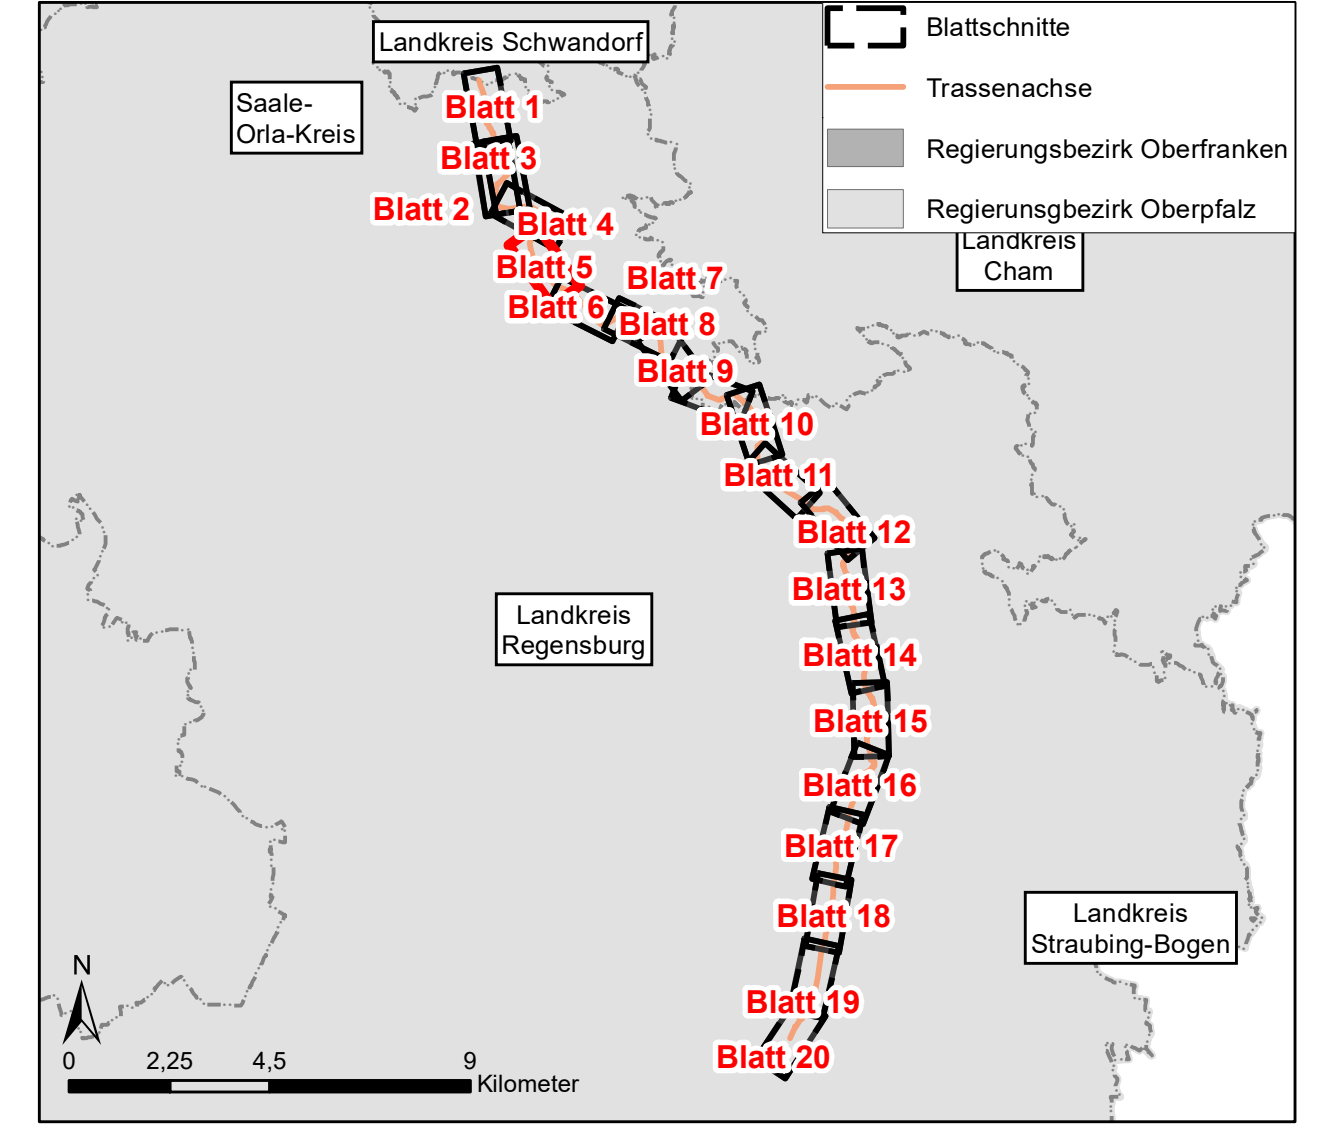 Landkreis Schwandorf
Saale-
Orla-Kreis
Blattschnitte
Trassenachse
Regierungsbezirk Oberfranken
Regierunsgbezirk Oberpfalz
Landkreis
Cham
Blatt 1
Blatt 3
Blatt 2
Blatt 4
Blatt 5
Blatt 7
Blatt 6
Blatt 8
Blatt 9
Blatt 10
Blatt 11
Blatt 12
Blatt 13
Landkreis
Regensburg
Blatt 14
Blatt 15
Blatt 16
Blatt 17
Blatt 18
Landkreis
Straubing-Bogen
Blatt 19
Blatt 20
N
0 2,25 4,5 9
Kilometer